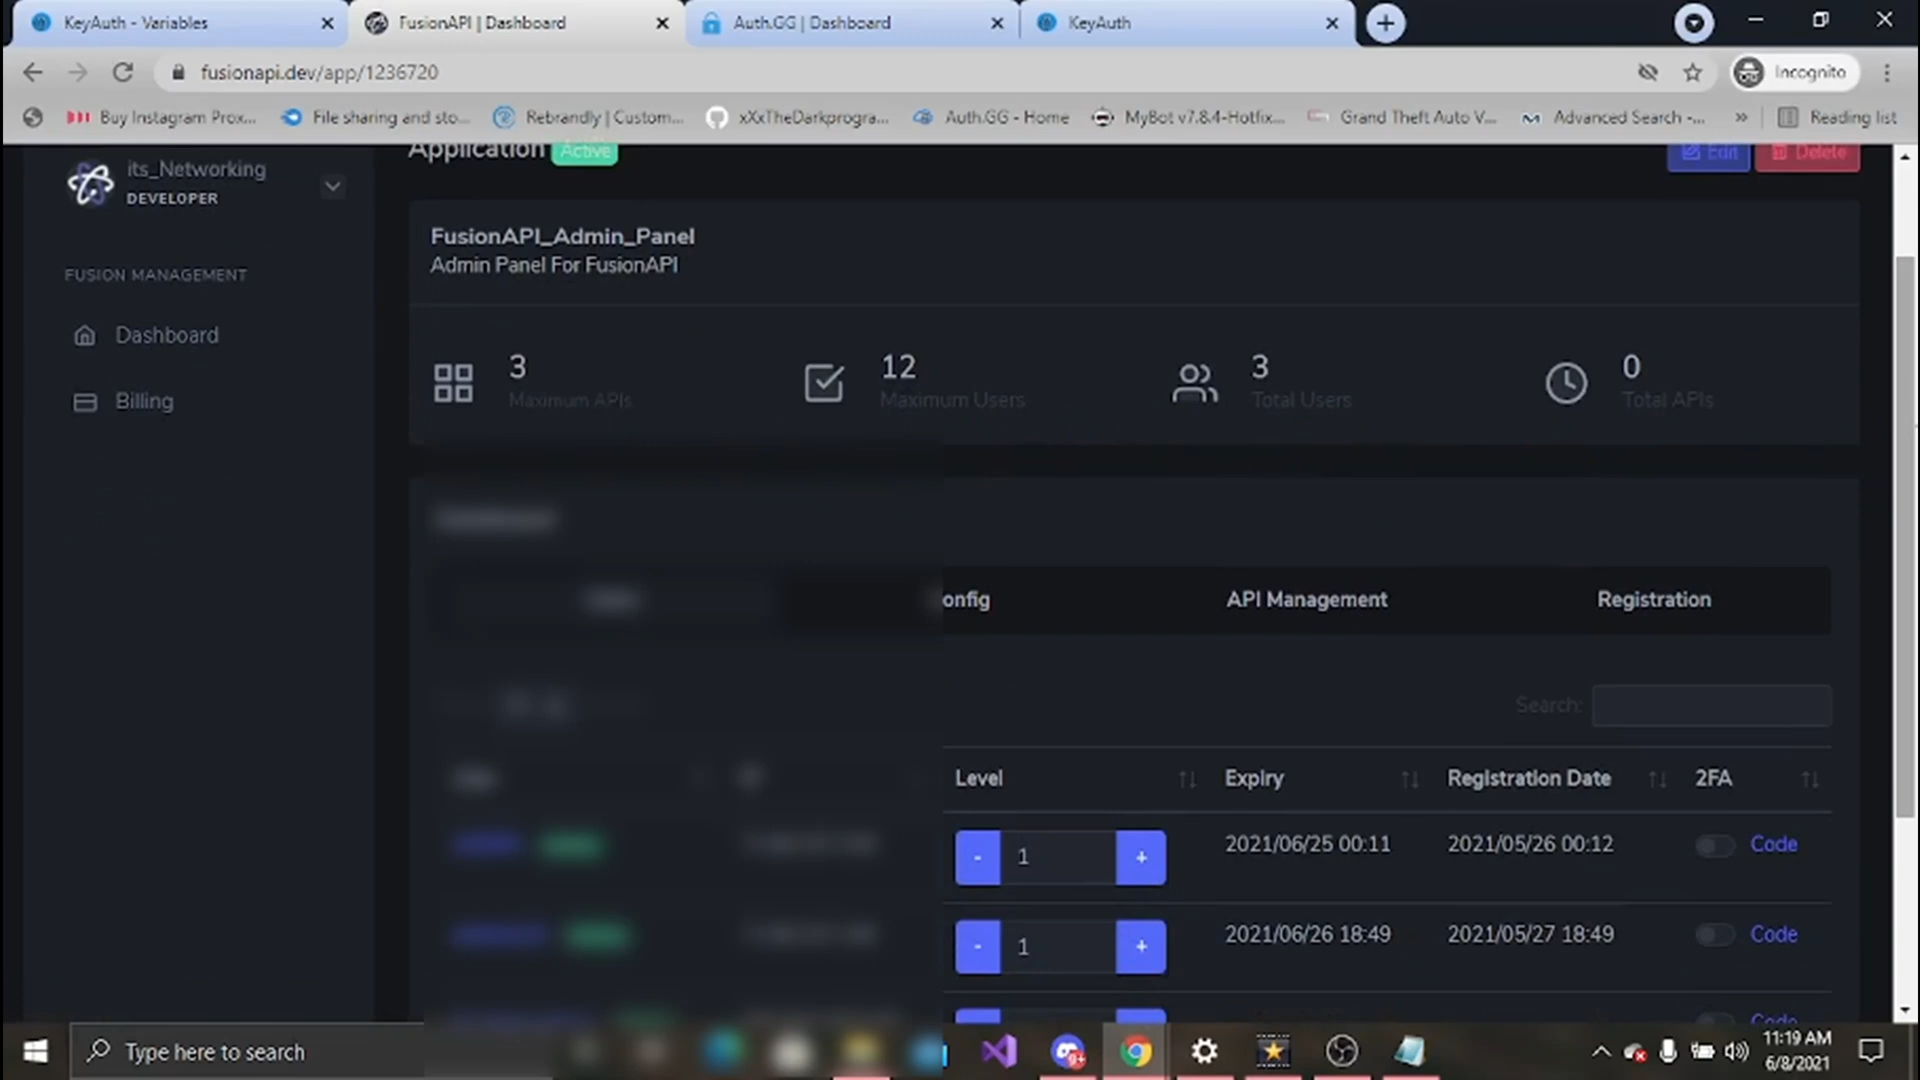 KeyAuth - Variables
FusionAPI | Dashboard
Auth.GG | Dashboard
KeyAuth
fusionapi.dev/app/1236720
Incognito
Buy Instagram Prox...
File sharing and sto...
Rebrandly | Custom...
xXxTheDarkprogra...
Auth.GG - Home
MyBot v7.8.4-Hotfix...
Grand Theft Auto V...
Advanced Search -...
»
Reading list
its_Networking
DEVELOPER
Application
Active
Edit
Delete
FUSION MANAGEMENT
Dashboard
Billing
FusionAPI_Admin_Panel
Admin Panel For FusionAPI
3
Maximum APIs
12
Maximum Users
3
Total Users
0
Total APIs
onfig
API Management
Registration
Search:
Level
Expiry
Registration Date
2FA
- 1 +
2021/06/25 00:11
2021/05/26 00:12
Code
- 1 +
2021/06/26 18:49
2021/05/27 18:49
Code
Code
Type here to search
9+
11:19 AM
6/8/2021